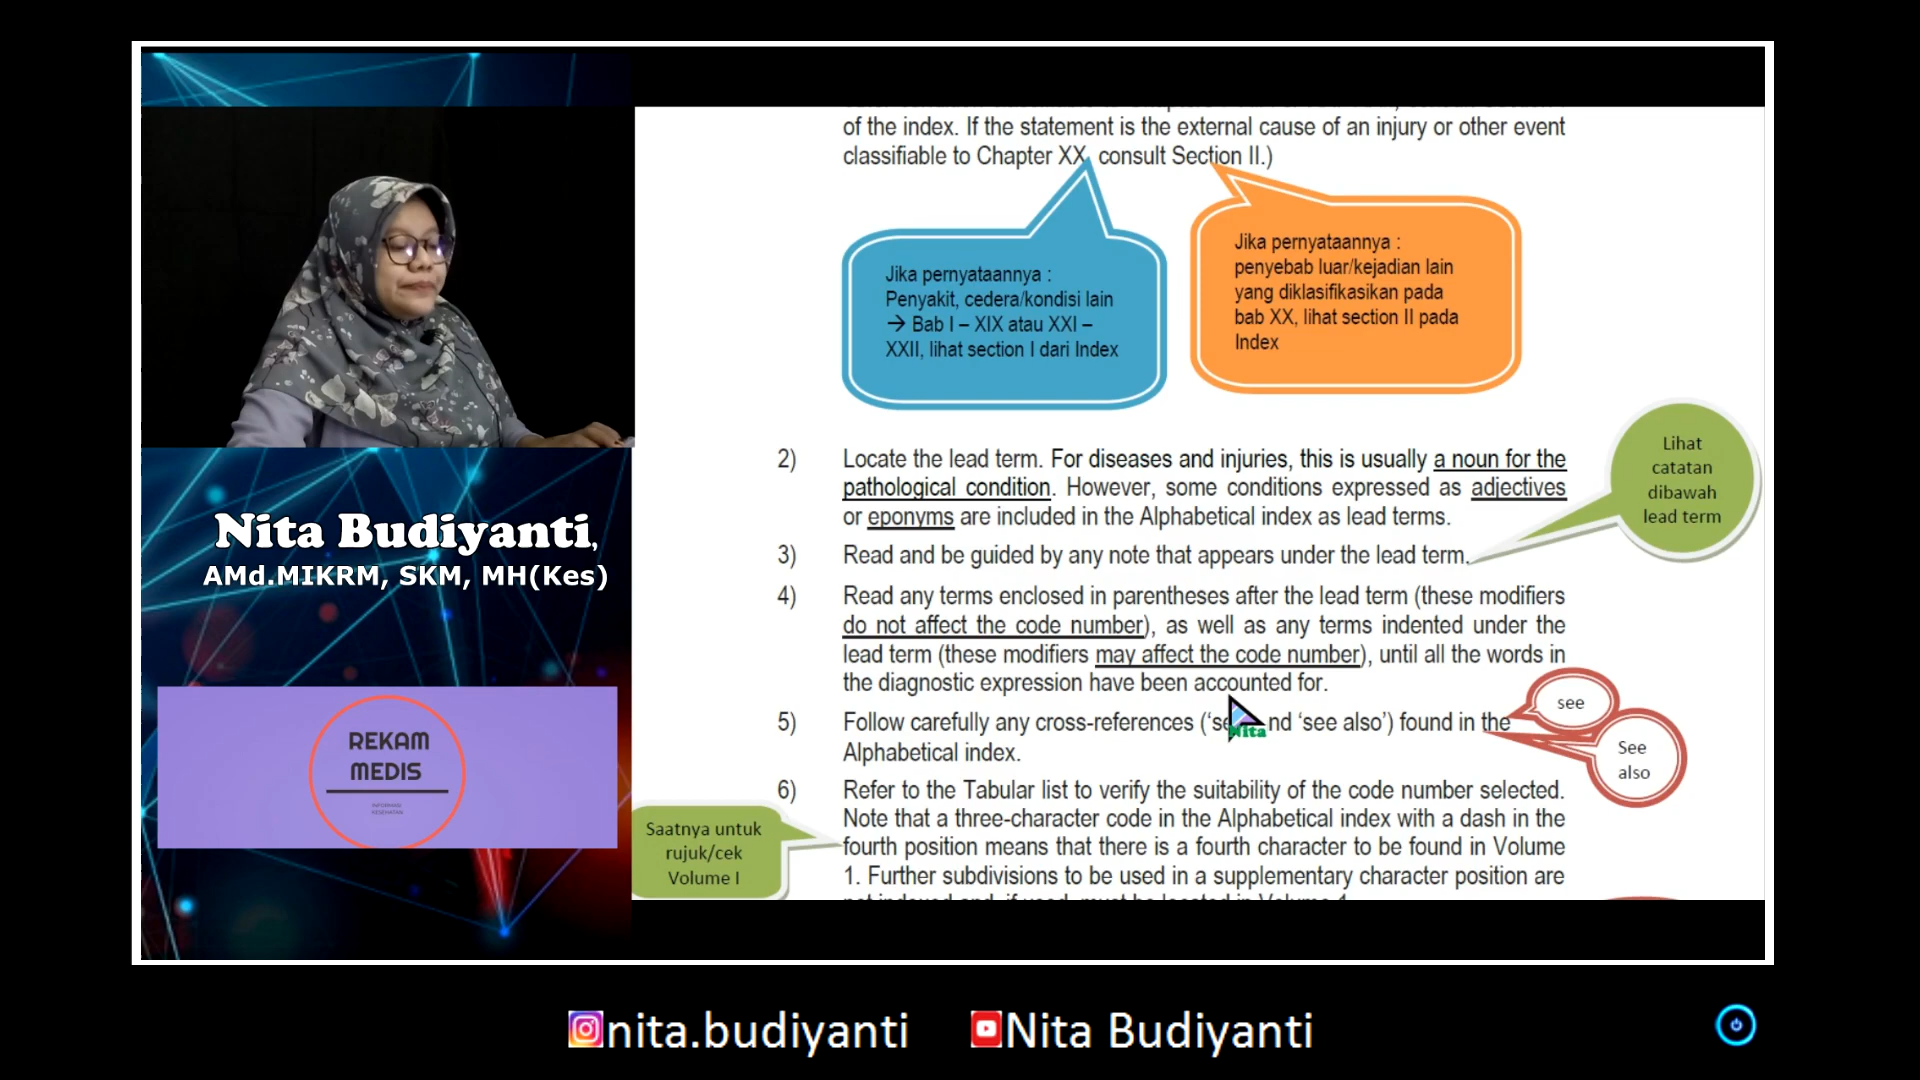 of the index. If the statement is the external cause of an injury or other event
classifiable to Chapter XX, consult Section II.)
Jika pernyataannya :
Penyakit, cedera/kondisi lain
→ Bab I – XIX atau XXI –
XXII, lihat section I dari Index
Jika pernyataannya :
penyebab luar/kejadian lain
yang diklasifikasikan pada
bab XX, lihat section II pada
Index
2) Locate the lead term. For diseases and injuries, this is usually a noun for the
pathological condition. However, some conditions expressed as adjectives
or eponyms are included in the Alphabetical index as lead terms.
Lihat
catatan
dibawah
lead term
3) Read and be guided by any note that appears under the lead term.
4) Read any terms enclosed in parentheses after the lead term (these modifiers
do not affect the code number), as well as any terms indented under the
lead term (these modifiers may affect the code number), until all the words in
the diagnostic expression have been accounted for.
5) Follow carefully any cross-references (‘se nd ‘see also’) found in the
Alphabetical index.
Nita
see
See
also
6) Refer to the Tabular list to verify the suitability of the code number selected.
Note that a three-character code in the Alphabetical index with a dash in the
fourth position means that there is a fourth character to be found in Volume
1. Further subdivisions to be used in a supplementary character position are
Saatnya untuk
rujuk/cek
Volume I
Nita Budiyanti,
AMd.MIKRM, SKM, MH(Kes)
REKAM
MEDIS
INFORMASI
KESEHATAN
nita.budiyanti
Nita Budiyanti